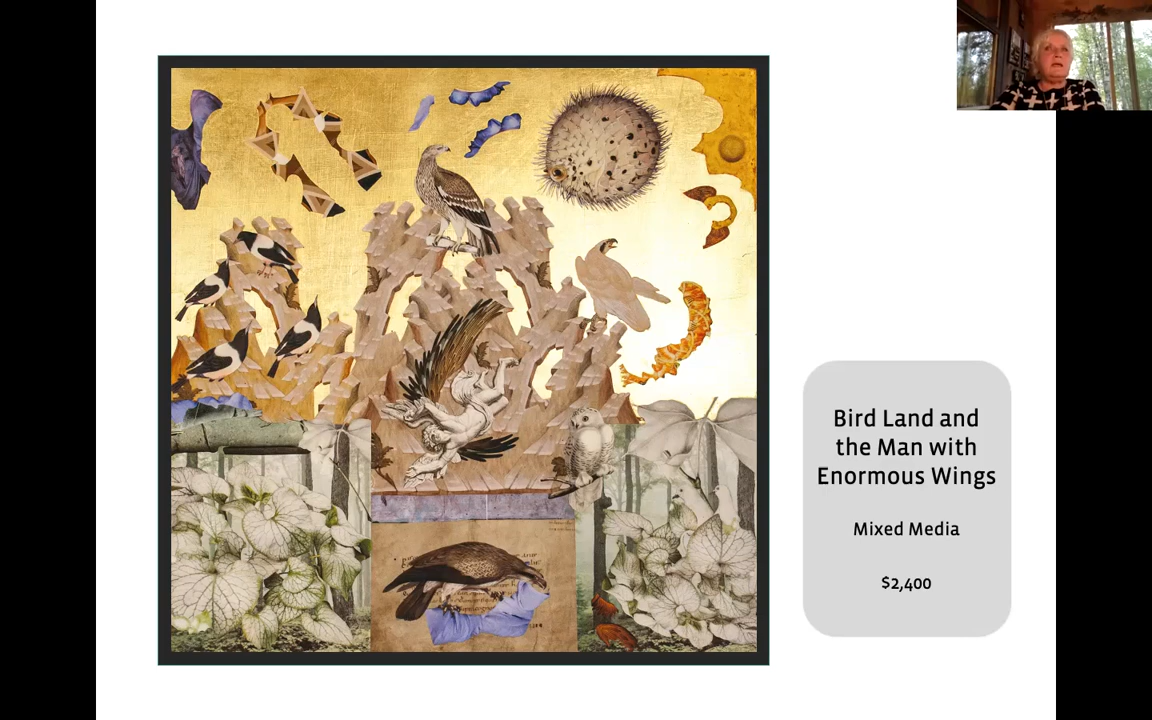 Bird Land and
the Man with
Enormous Wings
Mixed Media
$2,400